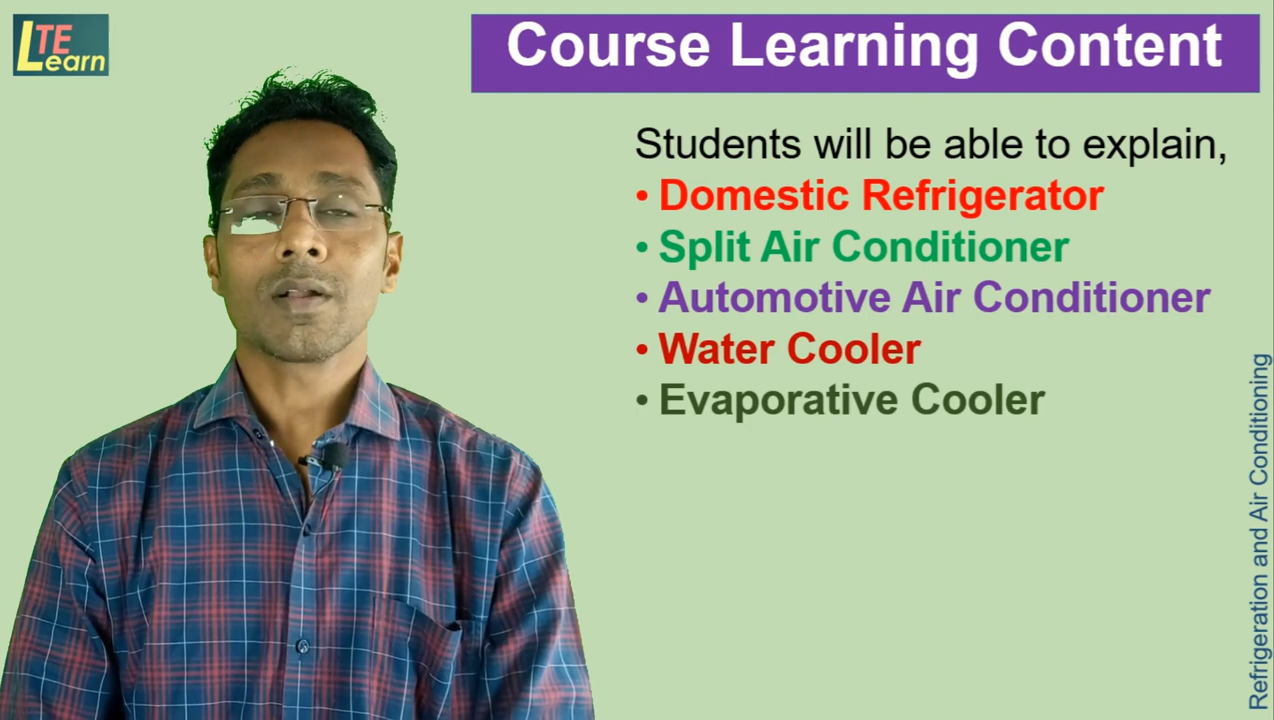 LTE
Learn
Course Learning Content
Students will be able to explain,
• Domestic Refrigerator
• Split Air Conditioner
• Automotive Air Conditioner
• Water Cooler
• Evaporative Cooler
Refrigeration and Air Conditioning